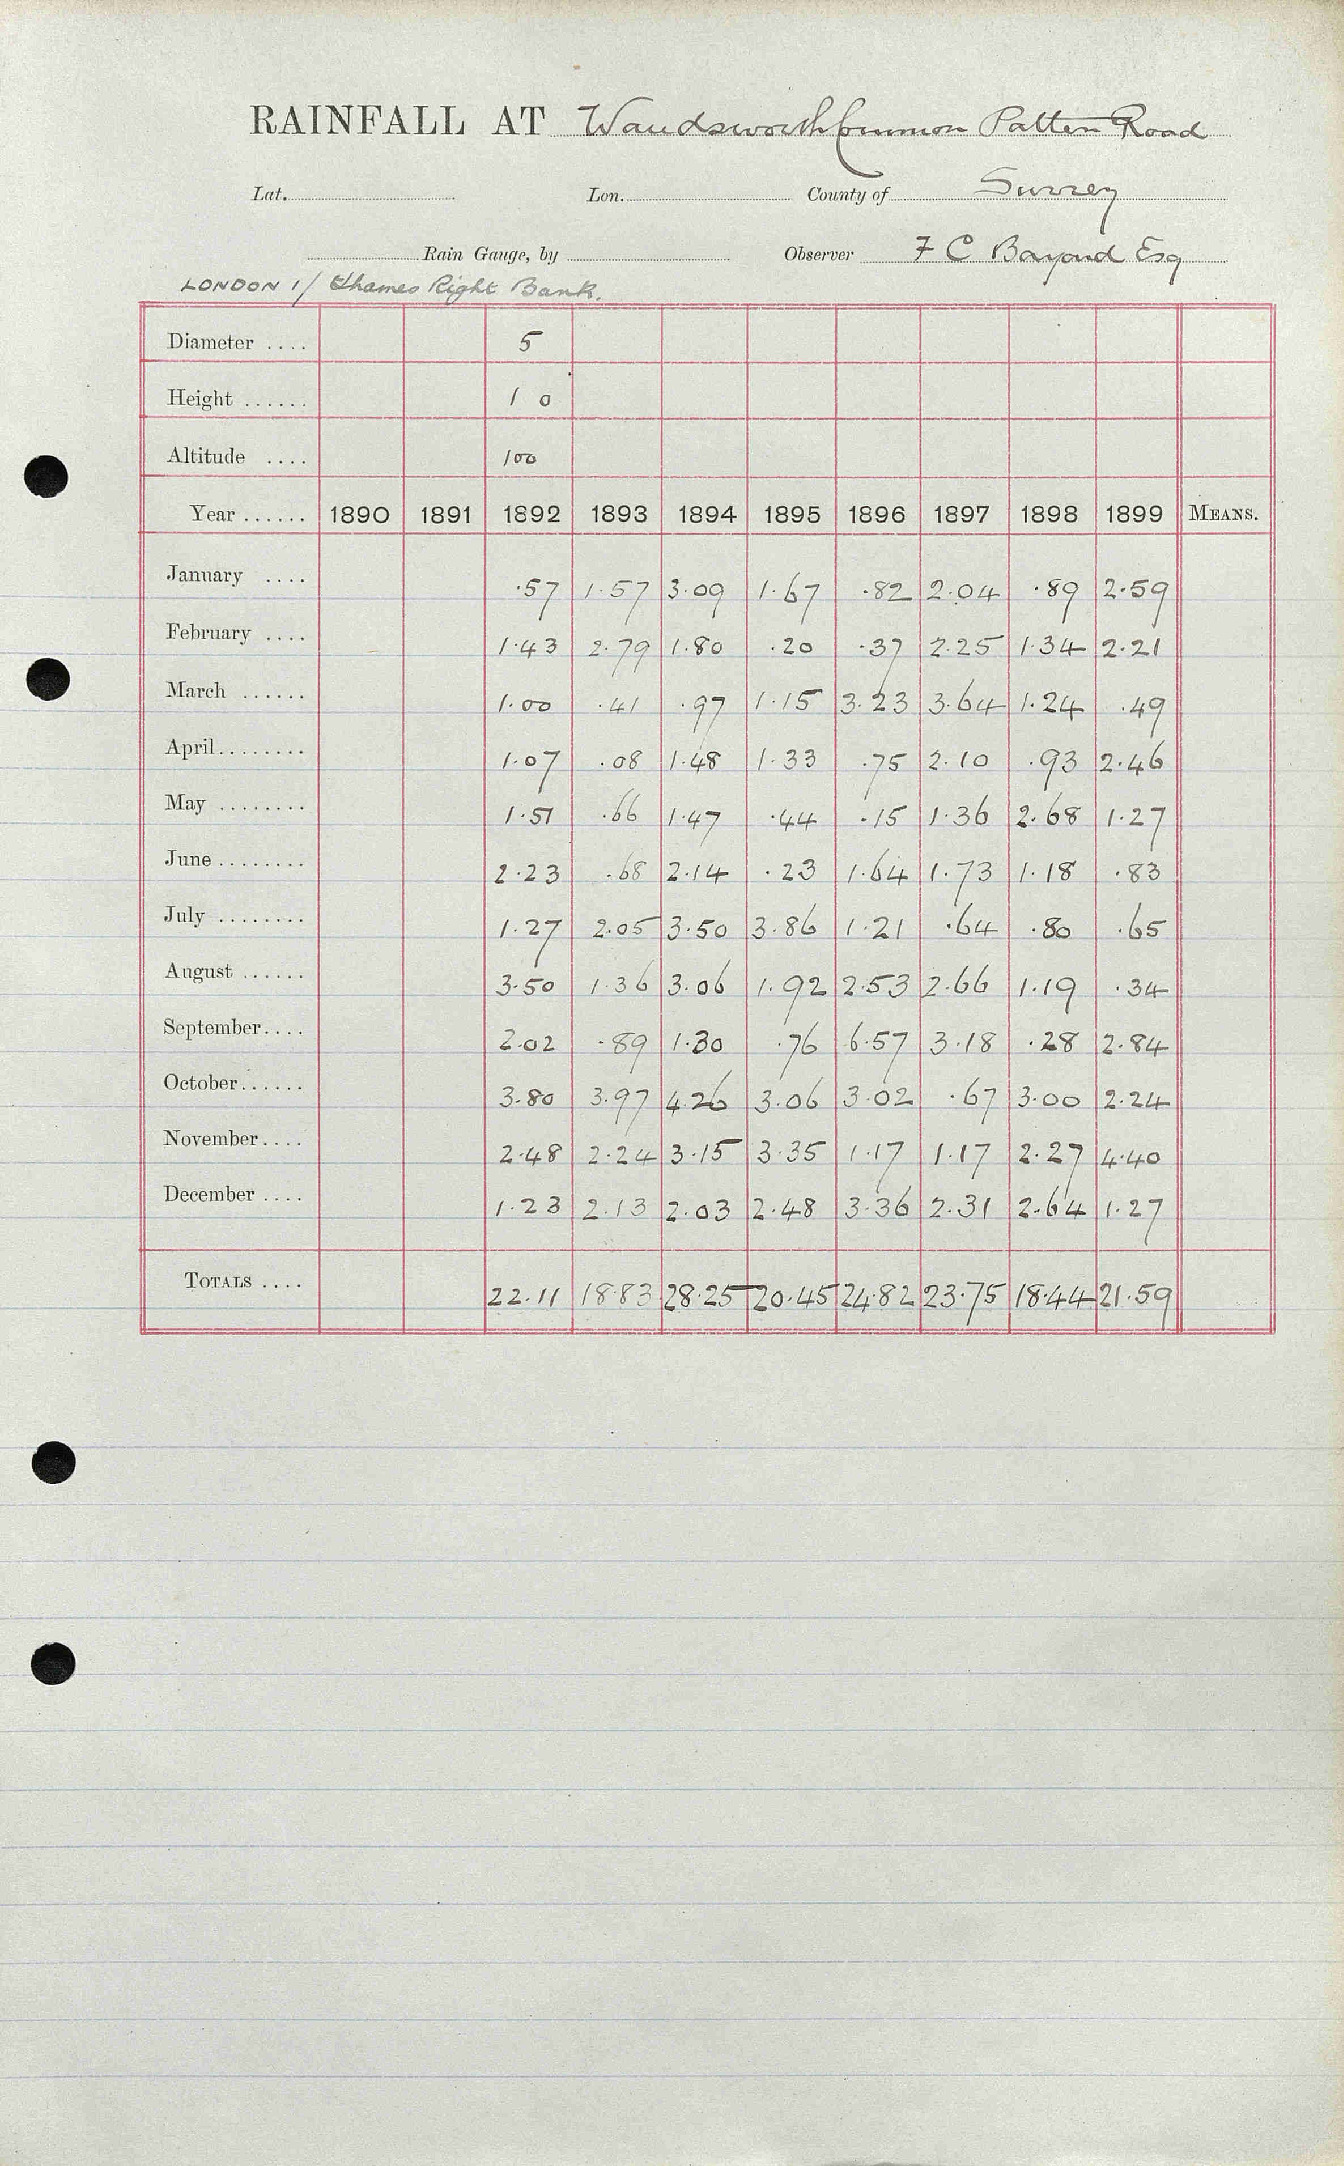 RAINFALL AT Wandsworth Common Patten Road
Lat. Lon. County of Surrey
Rain Gauge, by Observer F C Bayard Esq
LONDON 1/ Thames Right Bank.
Diameter .... 5
Height ...... 1 0
Altitude .... 100
Year ...... 1890 1891 1892 1893 1894 1895 1896 1897 1898 1899 MEANS.
January .... .57 1.57 3.09 1.67 .82 2.04 .89 2.59
February .... 1.43 2.79 1.80 .20 .37 2.25 1.34 2.21
March ...... 1.00 .41 .97 1.15 3.23 3.64 1.24 .49
April ........ 1.07 .08 1.48 1.33 .75 2.10 .93 2.46
May ........ 1.51 .66 1.47 .44 .15 1.36 2.68 1.27
June ........ 2.23 .68 2.14 .23 1.64 1.73 1.18 .83
July ........ 1.27 2.05 3.50 3.86 1.21 .64 .80 .65
August ...... 3.50 1.36 3.06 1.92 2.53 2.66 1.19 .34
September .... 2.02 .89 1.30 .76 6.57 3.18 .28 2.84
October ...... 3.80 3.97 4.26 3.06 3.02 .67 3.00 2.24
November .... 2.48 2.24 3.15 3.35 1.17 1.17 2.27 4.40
December .... 1.23 2.13 2.03 2.48 3.36 2.31 2.64 1.27
TOTALS .... 22.11 18.83 28.25 20.45 24.82 23.75 18.44 21.59